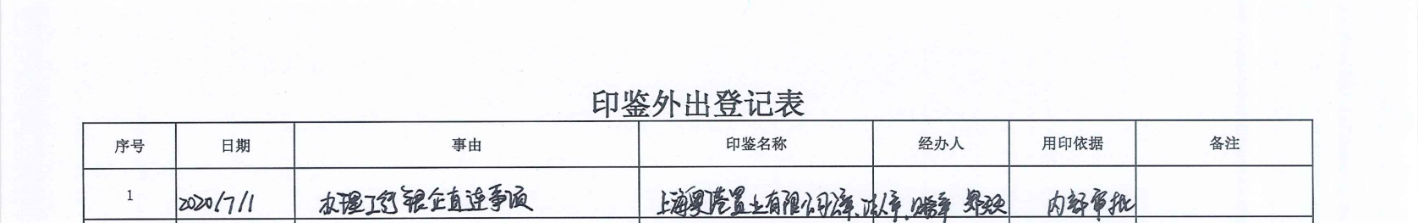 印鉴外出登记表
序号 日期 事由 印鉴名称 经办人 用印依据 备注
1 2020/7/1 办理工行银企直连事项 上海粤港置业有限公司公章、法人章、 内部审批